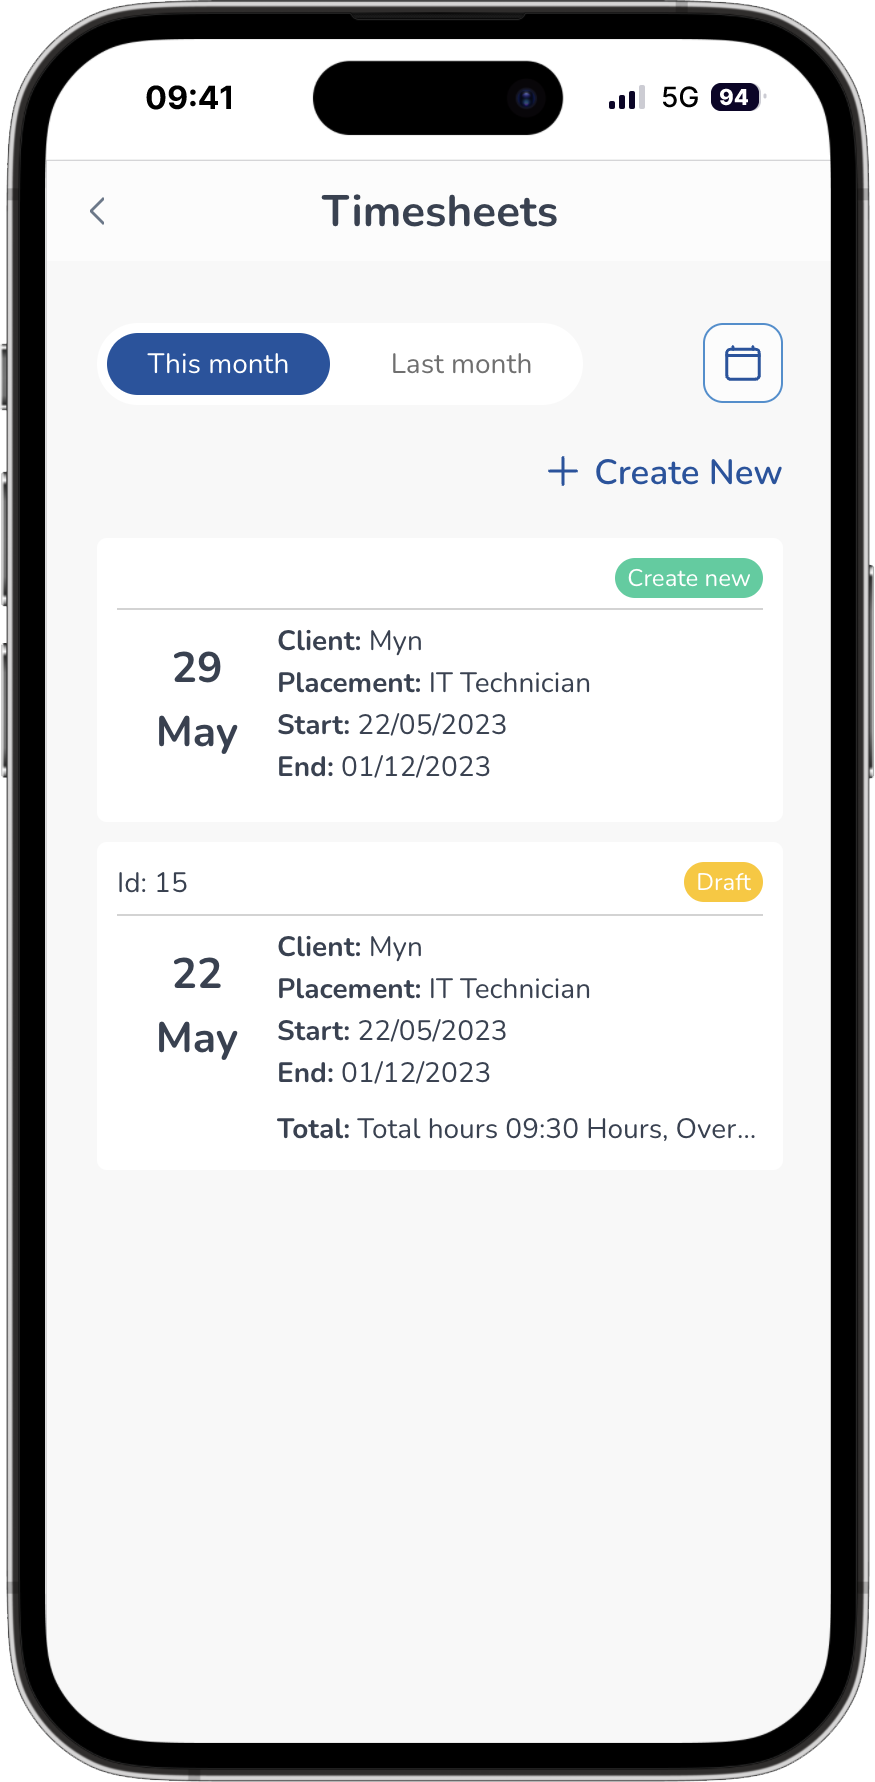 09:41 5G 94
Timesheets
This month Last month
+ Create New
Create new
29
May
Client: Myn
Placement: IT Technician
Start: 22/05/2023
End: 01/12/2023
Id: 15 Draft
22
May
Client: Myn
Placement: IT Technician
Start: 22/05/2023
End: 01/12/2023
Total: Total hours 09:30 Hours, Over...